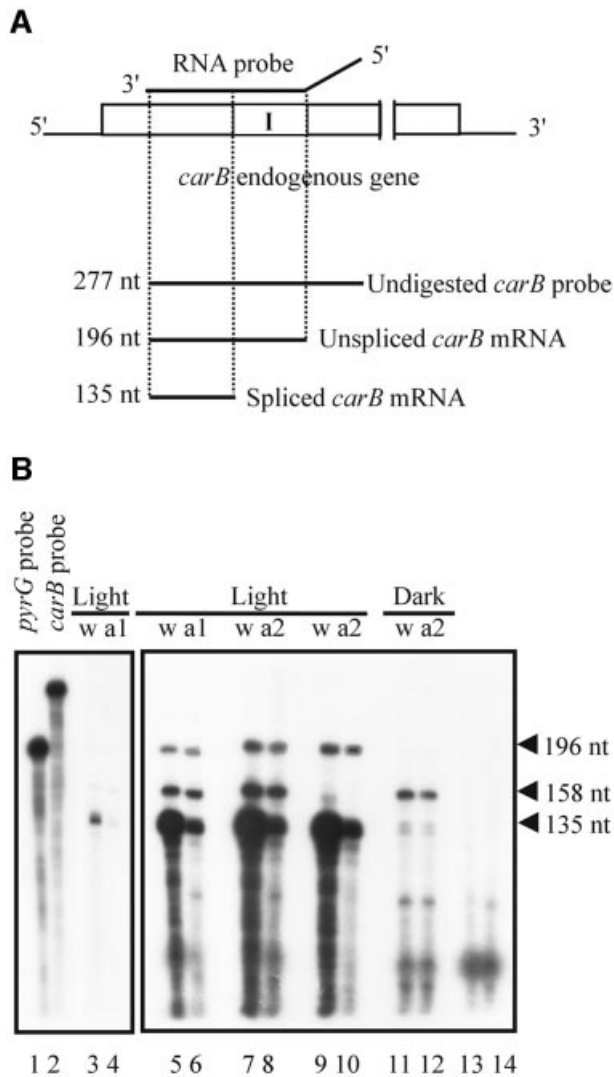 A
RNA probe
3' 5'
5' I 3'
carB endogenous gene
277 nt Undigested carB probe
196 nt Unspliced carB mRNA
135 nt Spliced carB mRNA
B
pyrG probe
carB probe
Light Light Dark
w a1 w a1 w a2 w a2 w a2
196 nt
158 nt
135 nt
1 2 3 4 5 6 7 8 9 10 11 12 13 14